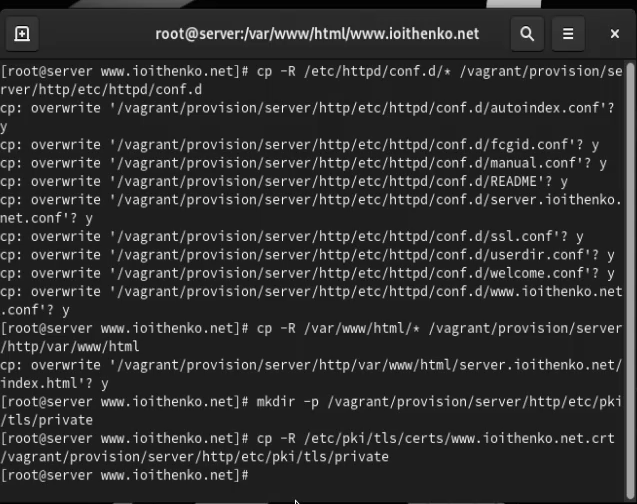 root@server:/var/www/html/www.ioithenko.net
[root@server www.ioithenko.net]# cp -R /etc/httpd/conf.d/* /vagrant/provision/se
rver/http/etc/httpd/conf.d
cp: overwrite '/vagrant/provision/server/http/etc/httpd/conf.d/autoindex.conf'?
y
cp: overwrite '/vagrant/provision/server/http/etc/httpd/conf.d/fcgid.conf'? y
cp: overwrite '/vagrant/provision/server/http/etc/httpd/conf.d/manual.conf'? y
cp: overwrite '/vagrant/provision/server/http/etc/httpd/conf.d/README'? y
cp: overwrite '/vagrant/provision/server/http/etc/httpd/conf.d/server.ioithenko.
net.conf'? y
cp: overwrite '/vagrant/provision/server/http/etc/httpd/conf.d/ssl.conf'? y
cp: overwrite '/vagrant/provision/server/http/etc/httpd/conf.d/userdir.conf'? y
cp: overwrite '/vagrant/provision/server/http/etc/httpd/conf.d/welcome.conf'? y
cp: overwrite '/vagrant/provision/server/http/etc/httpd/conf.d/www.ioithenko.net
.conf'? y
[root@server www.ioithenko.net]# cp -R /var/www/html/* /vagrant/provision/server
/http/var/www/html
cp: overwrite '/vagrant/provision/server/http/var/www/html/server.ioithenko.net/
index.html'? y
[root@server www.ioithenko.net]# mkdir -p /vagrant/provision/server/http/etc/pki
/tls/private
[root@server www.ioithenko.net]# cp -R /etc/pki/tls/certs/www.ioithenko.net.crt
/vagrant/provision/server/http/etc/pki/tls/private
[root@server www.ioithenko.net]#